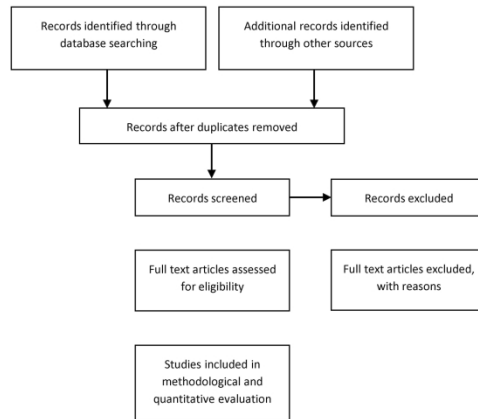 Records identified through
database searching
Additional records identified
through other sources
Records after duplicates removed
Records screened
Records excluded
Full text articles assessed
for eligibility
Full text articles excluded,
with reasons
Studies included in
methodological and
quantitative evaluation